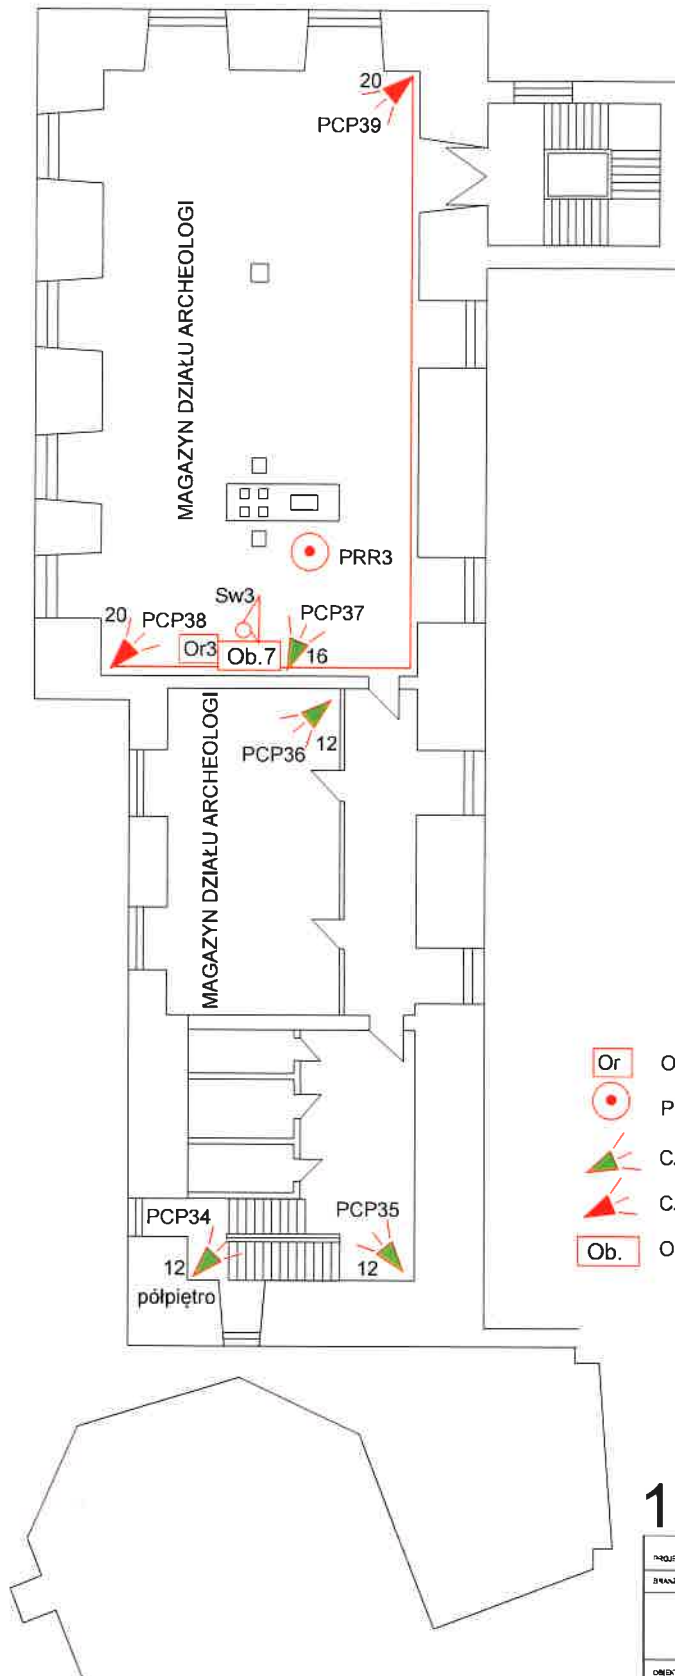 20
PCP39
MAGAZYN DZIAŁU ARCHEOLOGI
PRR3
Sw3
20
PCP38
PCP37
Or3
Ob.7
16
PCP36
12
MAGAZYN DZIAŁU ARCHEOLOGI
Or O
P
C.
C.
Ob. O
PCP34
PCP35
12
12
półpiętro
1